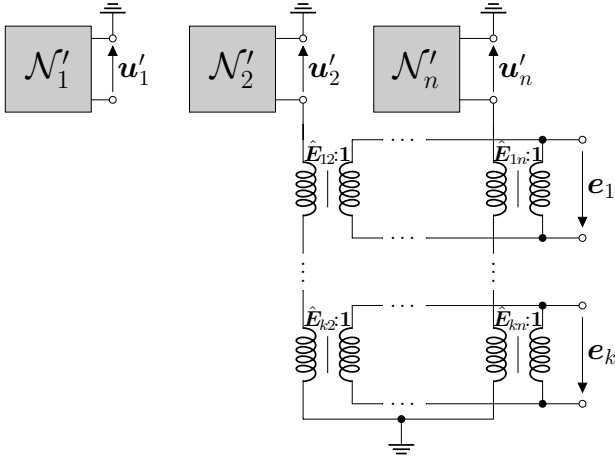 𝒩′₁ u′₁ 𝒩′₂ u′₂ 𝒩′ₙ u′ₙ
Ê₁₂:1 · · · Ê₁ₙ:1
e₁
· · ·
⋮ ⋮
Êₖ₂:1 · · · Êₖₙ:1
eₖ
· · ·